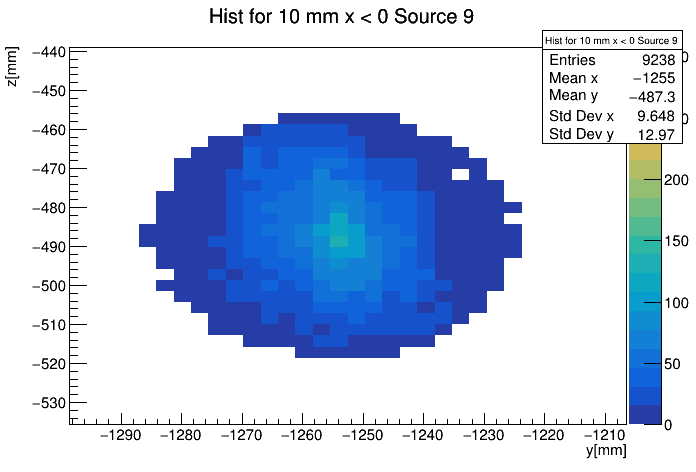 Hist for 10 mm x < 0 Source 9
Hist for 10 mm x < 0 Source 9
Entries 9238
Mean x −1255
Mean y −487.3
Std Dev x 9.648
Std Dev y 12.97
z[mm]
−440
−450
−460
−470
−480
−490
−500
−510
−520
−530
200
150
100
50
0
−1290 −1280 −1270 −1260 −1250 −1240 −1230 −1220 −1210
y[mm]